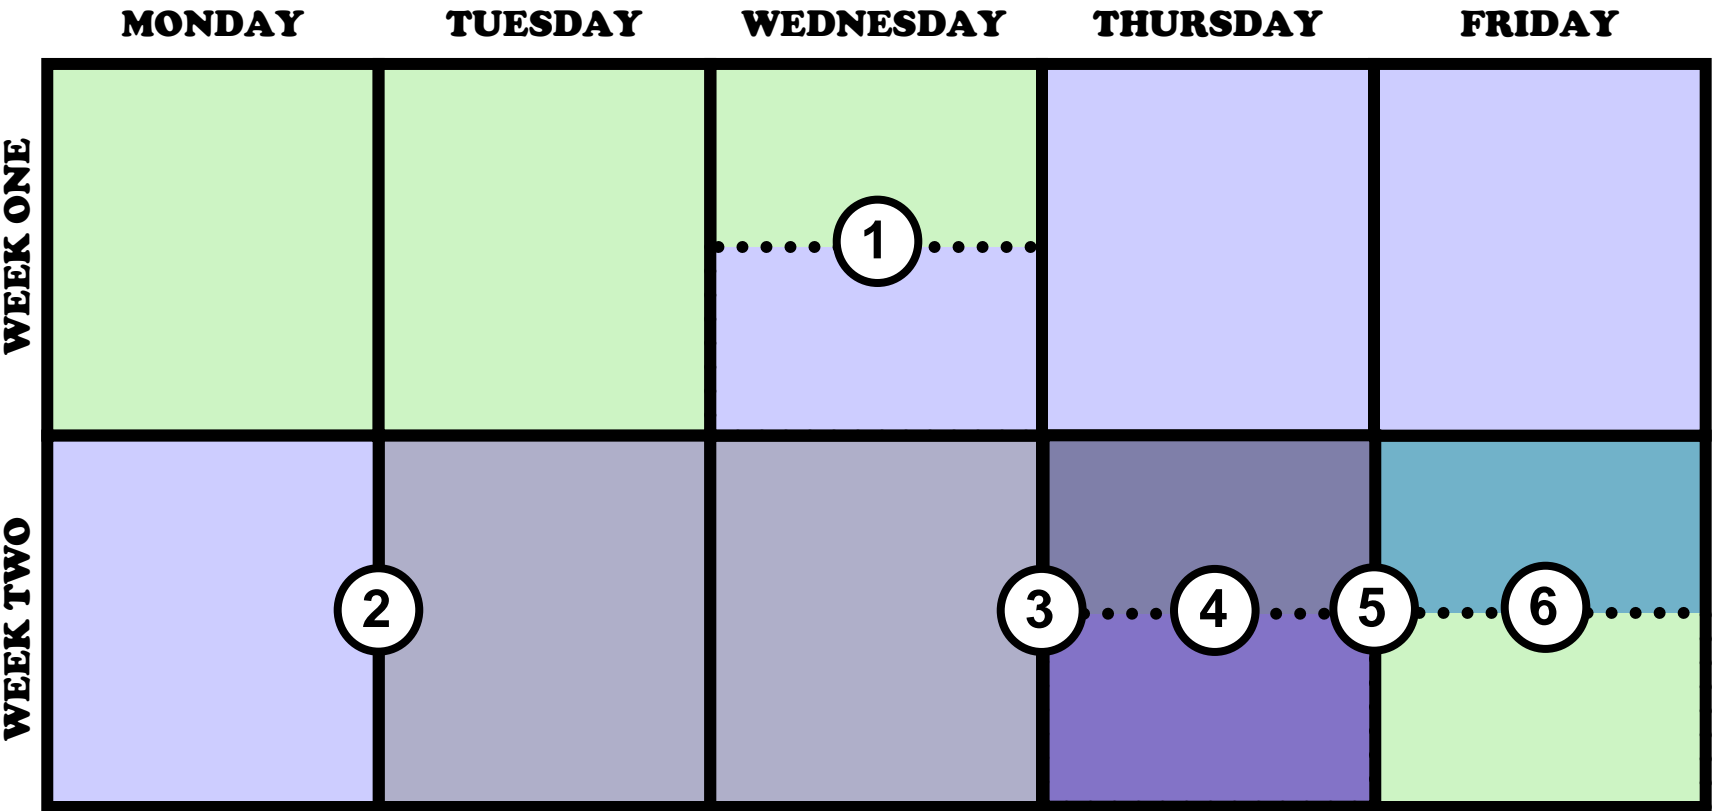 MONDAY TUESDAY WEDNESDAY THURSDAY FRIDAY
WEEK ONE
1
WEEK TWO
2 3 4 5 6